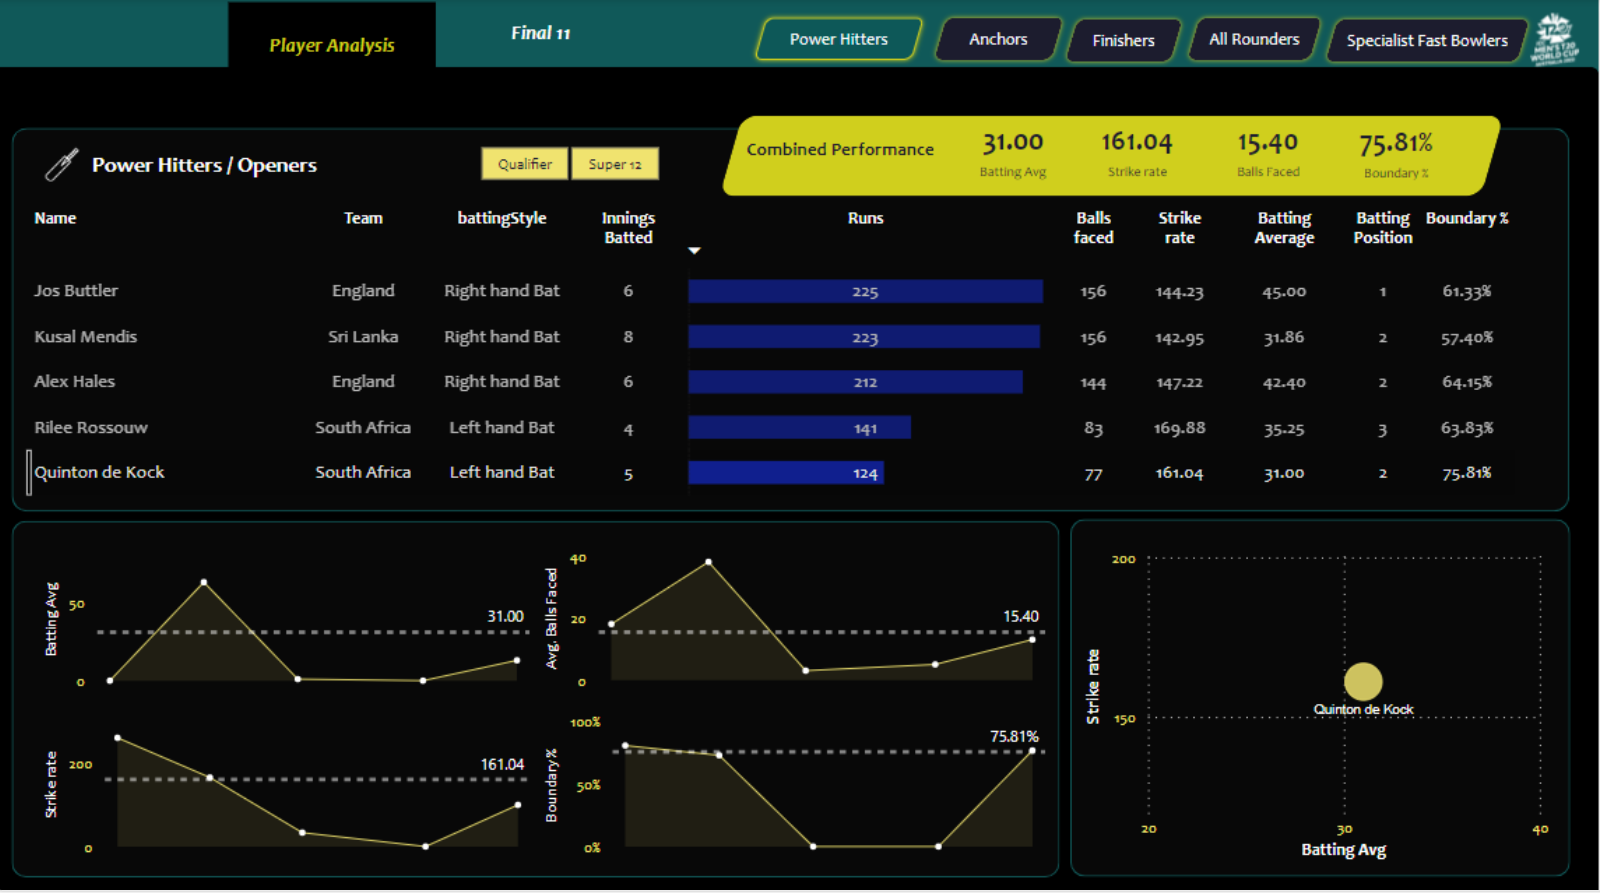 Player Analysis
Final 11
Power Hitters
Anchors
Finishers
All Rounders
Specialist Fast Bowlers
MEN'S T20
WORLD CUP
Power Hitters / Openers
Qualifier
Super 12
Combined Performance
31.00
Batting Avg
161.04
Strike rate
15.40
Balls Faced
75.81%
Boundary %
Name Team battingStyle Innings Batted Runs Balls faced Strike rate Batting Average Batting Position Boundary %
Jos Buttler England Right hand Bat 6 225 156 144.23 45.00 1 61.33%
Kusal Mendis Sri Lanka Right hand Bat 8 223 156 142.95 31.86 2 57.40%
Alex Hales England Right hand Bat 6 212 144 147.22 42.40 2 64.15%
Rilee Rossouw South Africa Left hand Bat 4 141 83 169.88 35.25 3 63.83%
Quinton de Kock South Africa Left hand Bat 5 124 77 161.04 31.00 2 75.81%
Batting Avg
50
0
31.00
Avg. Balls Faced
40
20
0
15.40
Strike rate
200
0
161.04
Boundary %
100%
50%
0%
75.81%
Strike rate
200
150
Quinton de Kock
20 30 40
Batting Avg